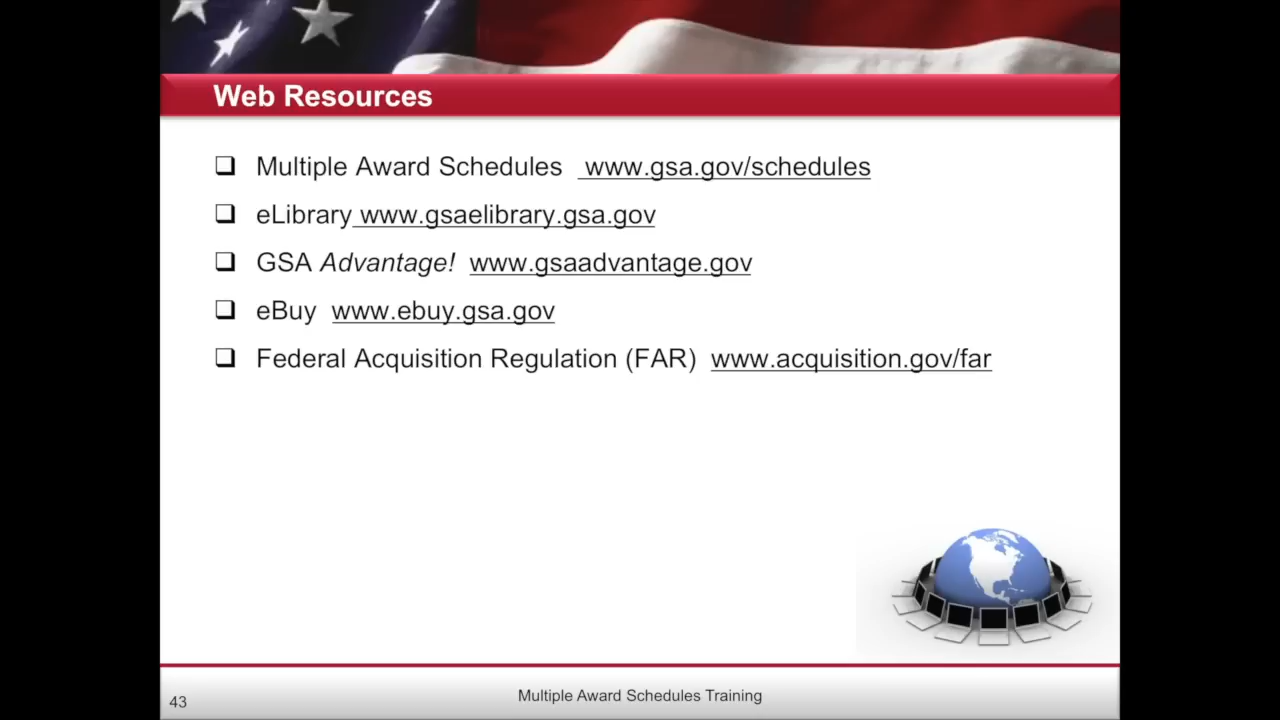 Web Resources
❑ Multiple Award Schedules www.gsa.gov/schedules
❑ eLibrary www.gsaelibrary.gsa.gov
❑ GSA Advantage! www.gsaadvantage.gov
❑ eBuy www.ebuy.gsa.gov
❑ Federal Acquisition Regulation (FAR) www.acquisition.gov/far
43
Multiple Award Schedules Training